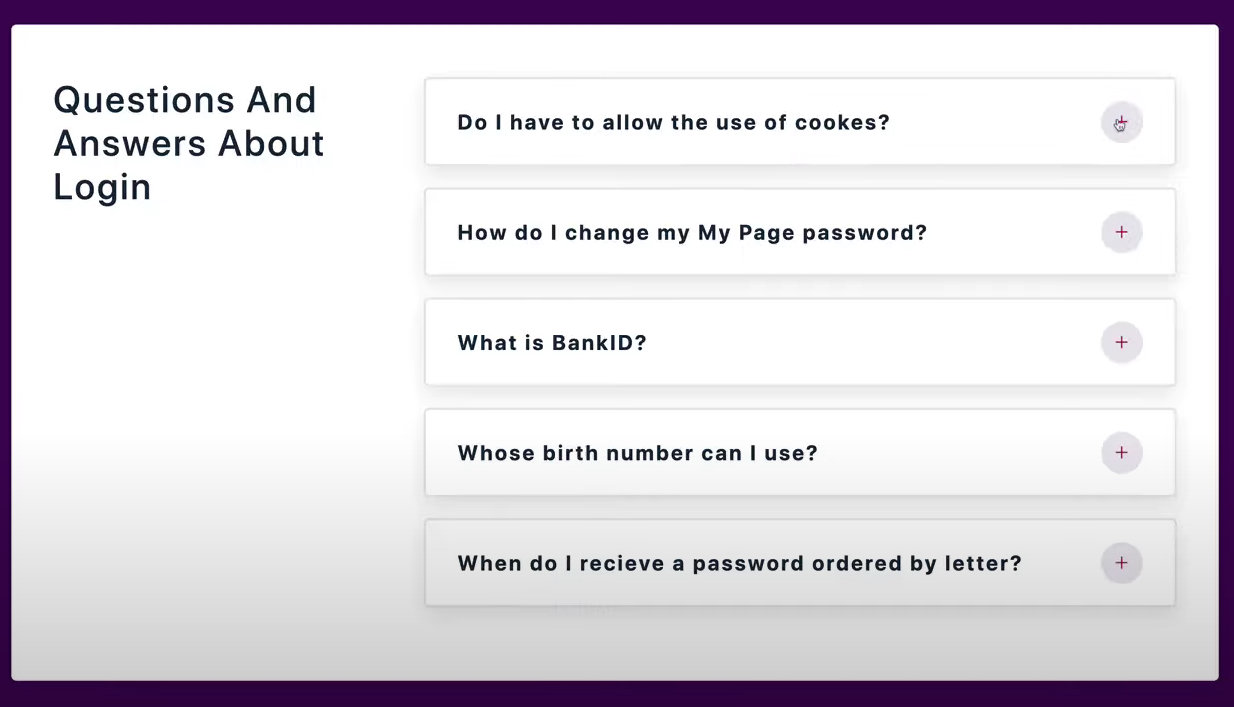 Questions And
Answers About
Login
Do I have to allow the use of cookes?
How do I change my My Page password?
What is BankID?
Whose birth number can I use?
When do I recieve a password ordered by letter?